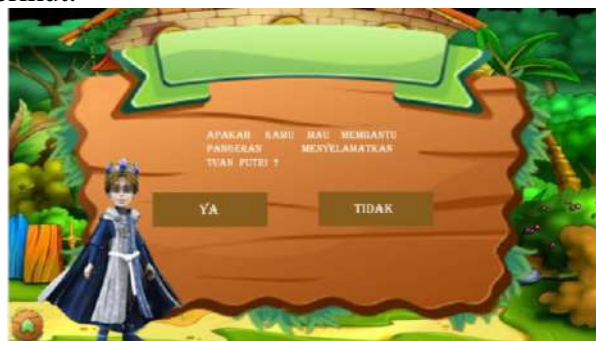 APAKAH KAMU MAU MEMBANTU
PANGERAN MENYELAMATKAN
TUAN PUTRI ?
YA TIDAK